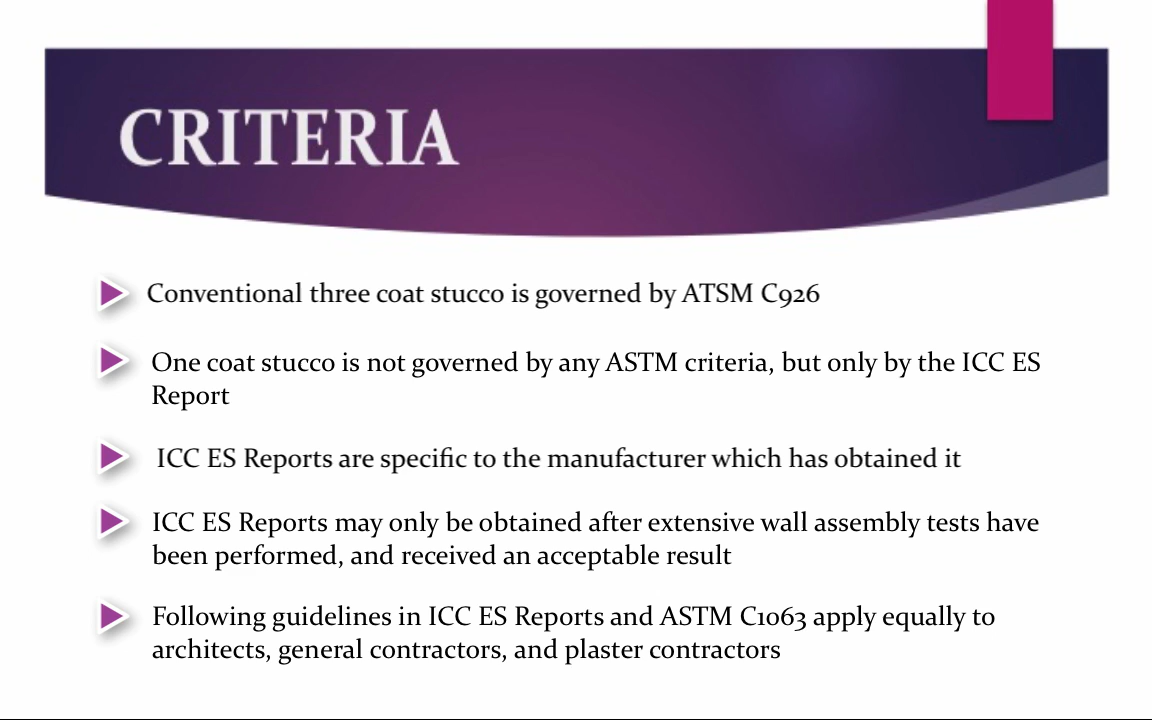 CRITERIA
Conventional three coat stucco is governed by ATSM C926
One coat stucco is not governed by any ASTM criteria, but only by the ICC ES
Report
ICC ES Reports are specific to the manufacturer which has obtained it
ICC ES Reports may only be obtained after extensive wall assembly tests have
been performed, and received an acceptable result
Following guidelines in ICC ES Reports and ASTM C1063 apply equally to
architects, general contractors, and plaster contractors